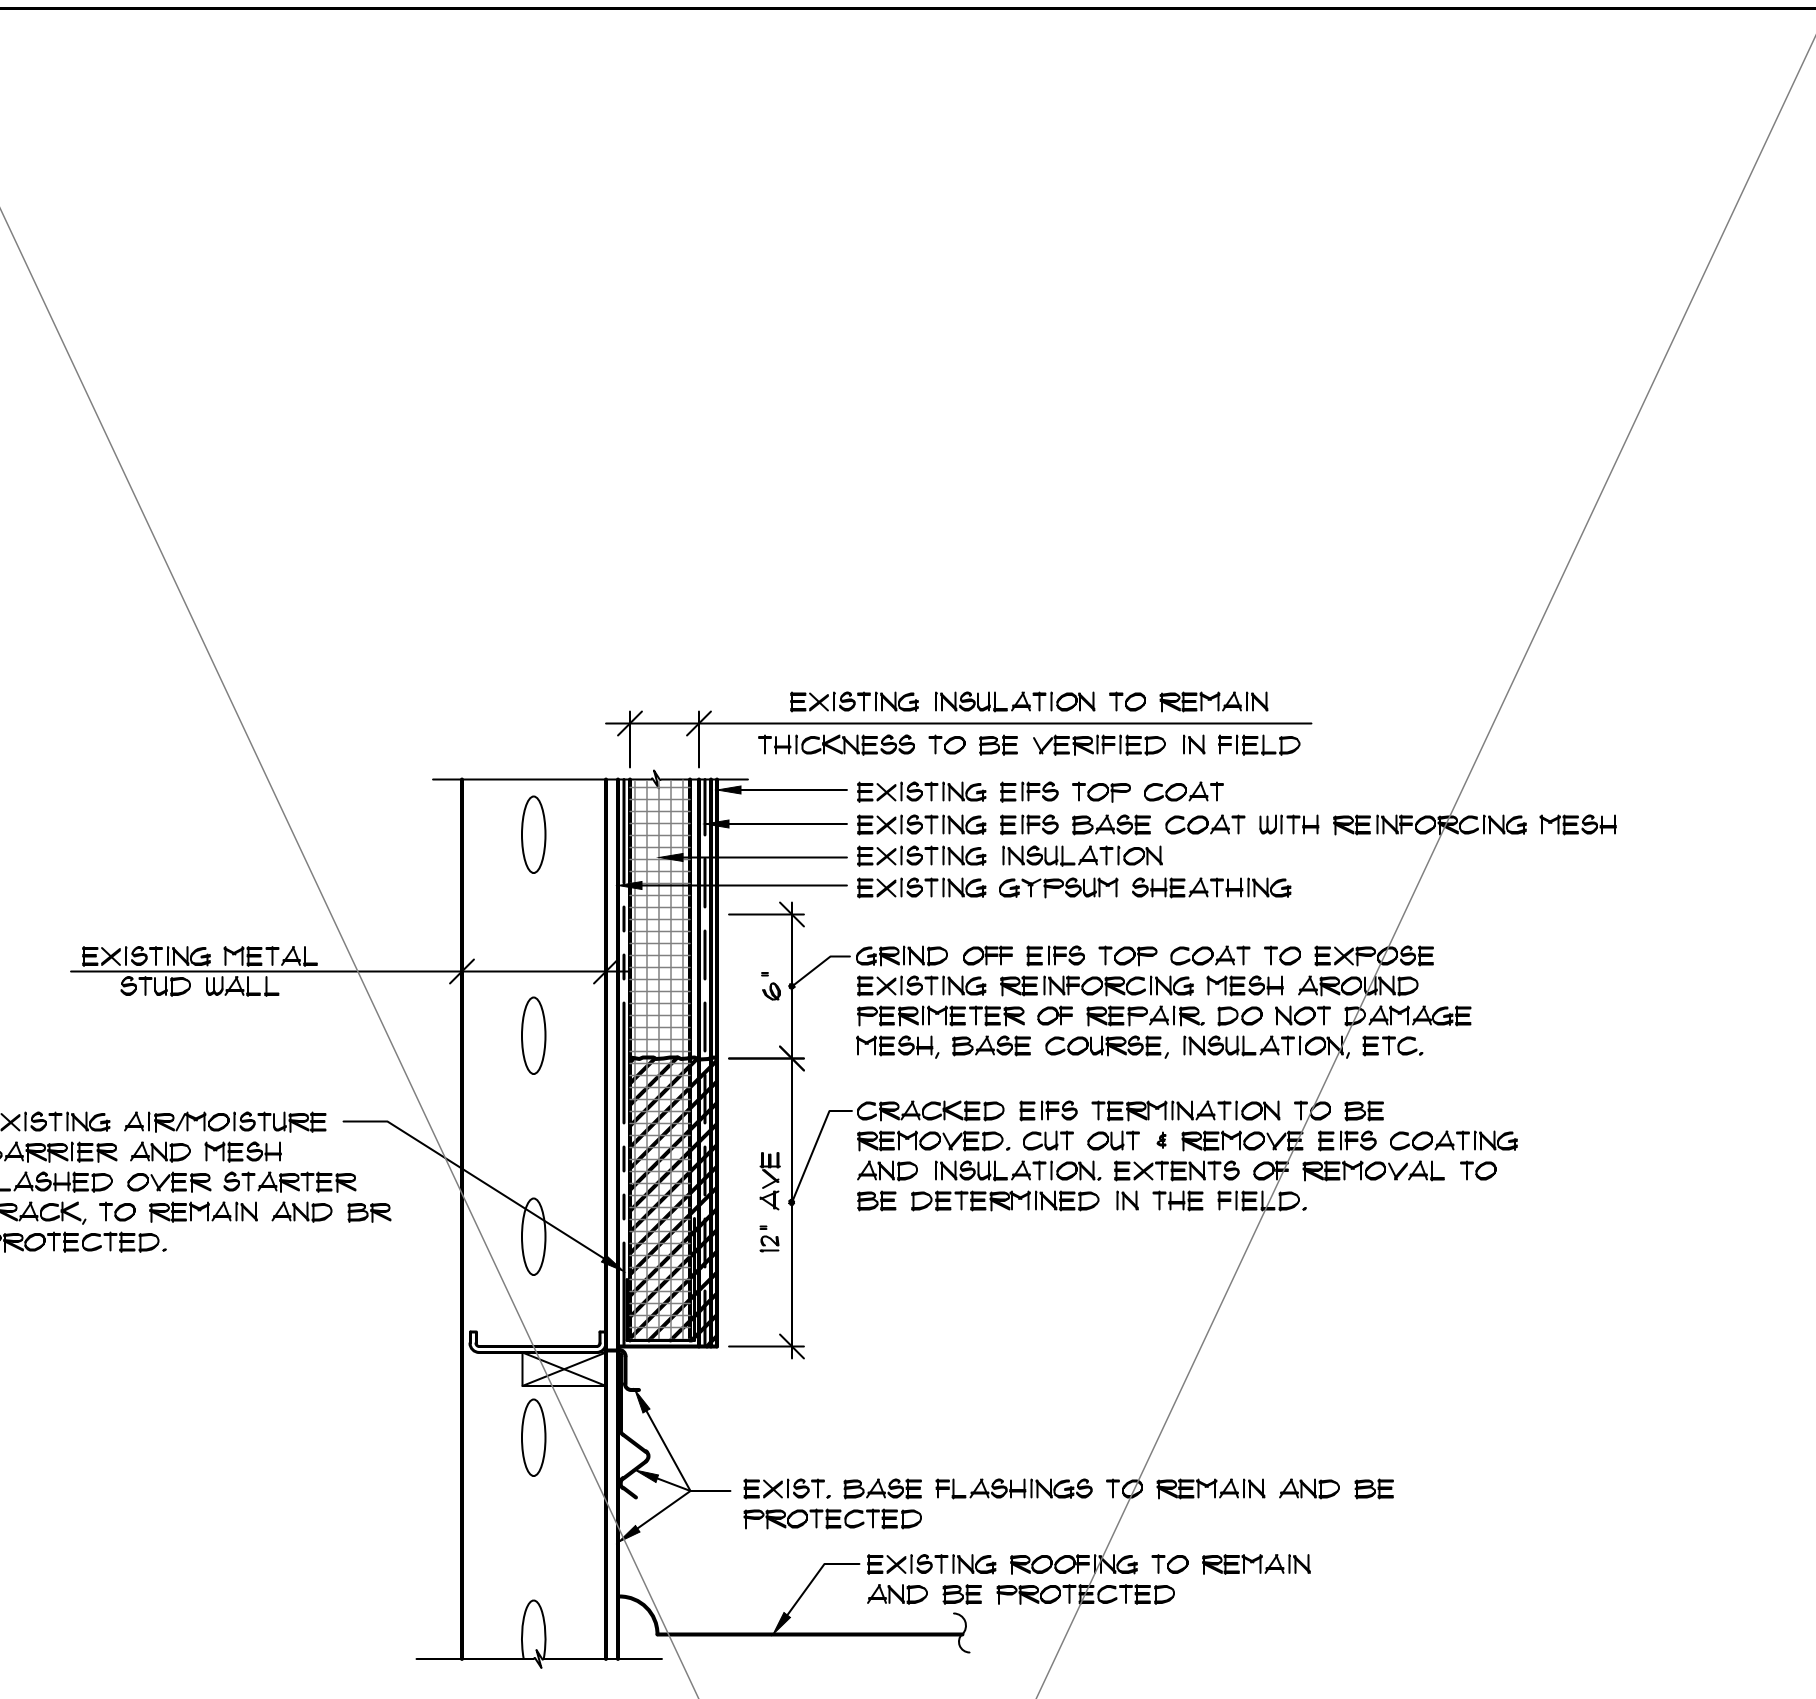 EXISTING INSULATION TO REMAIN
THICKNESS TO BE VERIFIED IN FIELD
EXISTING EIFS TOP COAT
EXISTING EIFS BASE COAT WITH REINFORCING MESH
EXISTING INSULATION
EXISTING GYPSUM SHEATHING
EXISTING METAL
STUD WALL
6"
GRIND OFF EIFS TOP COAT TO EXPOSE
EXISTING REINFORCING MESH AROUND
PERIMETER OF REPAIR. DO NOT DAMAGE
MESH, BASE COURSE, INSULATION, ETC.
XISTING AIR/MOISTURE
ARRIER AND MESH
LASHED OVER STARTER
RACK, TO REMAIN AND BR
ROTECTED.
12" AVE
CRACKED EIFS TERMINATION TO BE
REMOVED. CUT OUT & REMOVE EIFS COATING
AND INSULATION. EXTENTS OF REMOVAL TO
BE DETERMINED IN THE FIELD.
EXIST. BASE FLASHINGS TO REMAIN AND BE
PROTECTED
EXISTING ROOFING TO REMAIN
AND BE PROTECTED